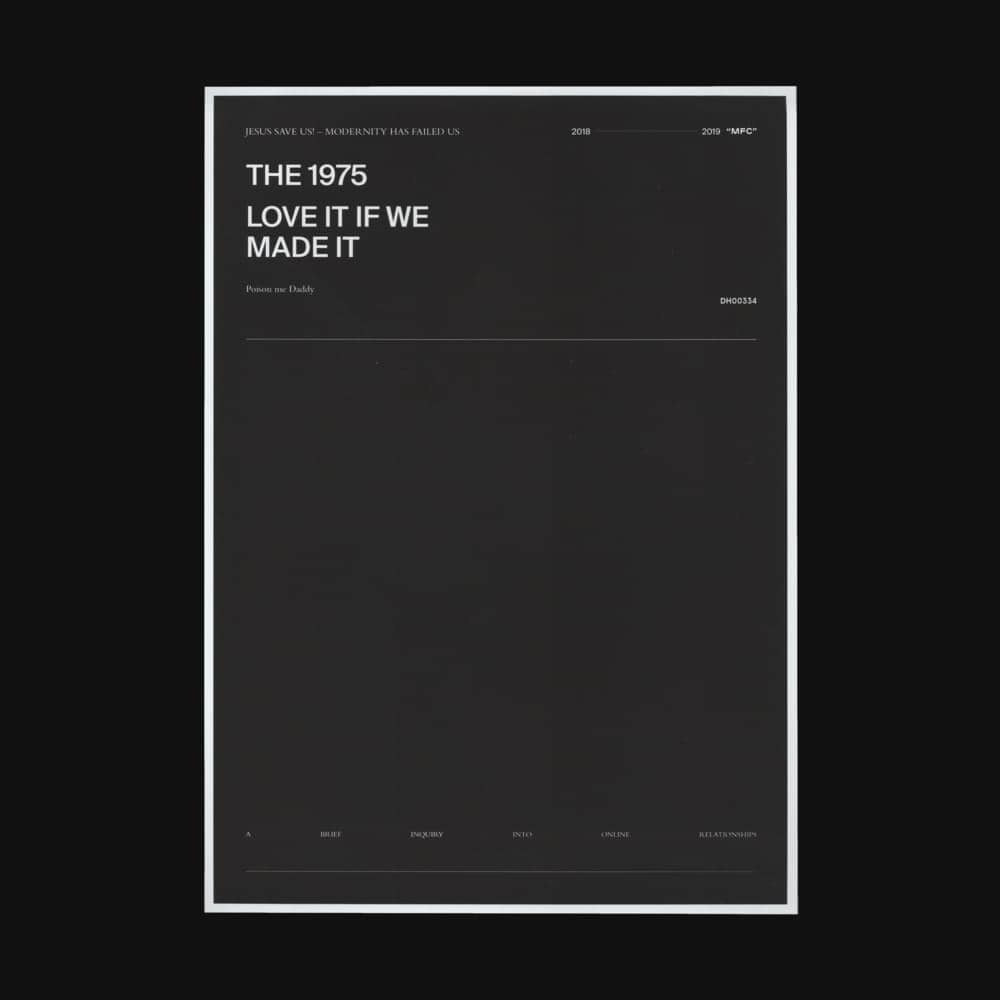 JESUS SAVE US! – MODERNITY HAS FAILED US
2018 2019 “MFC”
THE 1975
LOVE IT IF WE
MADE IT
Poison me Daddy
DH00334
A BRIEF INQUIRY INTO ONLINE RELATIONSHIPS